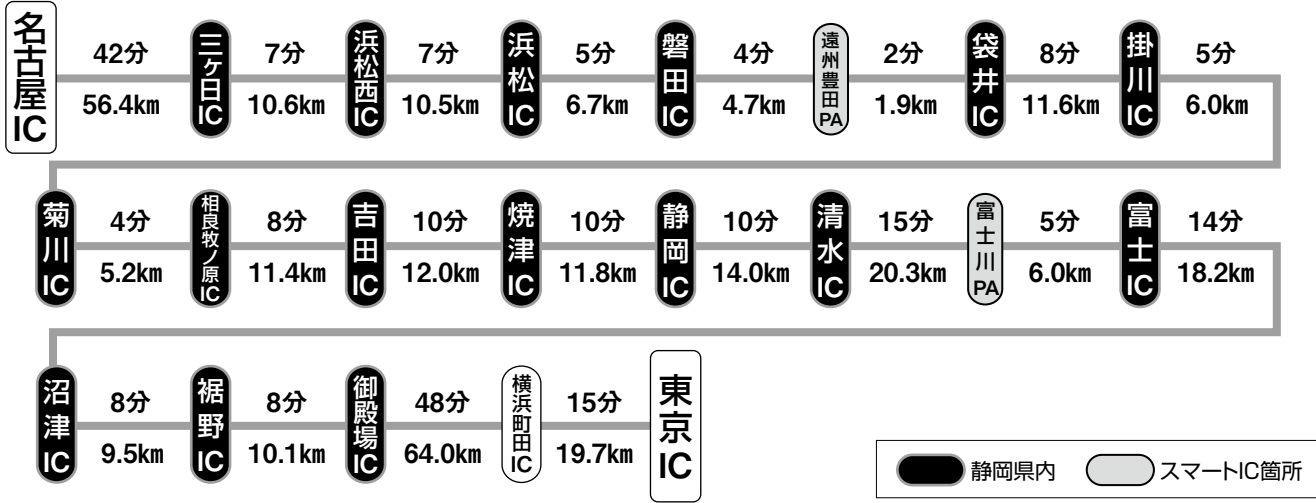 名古屋IC
42分
56.4km
三ケ日IC
7分
10.6km
浜松西IC
7分
10.5km
浜松IC
5分
6.7km
磐田IC
4分
4.7km
遠州豊田PA
2分
1.9km
袋井IC
8分
11.6km
掛川IC
5分
6.0km
菊川IC
4分
5.2km
相良牧ノ原IC
8分
11.4km
吉田IC
10分
12.0km
焼津IC
10分
11.8km
静岡IC
10分
14.0km
清水IC
15分
20.3km
富士川PA
5分
6.0km
富士IC
14分
18.2km
沼津IC
8分
9.5km
裾野IC
8分
10.1km
御殿場IC
48分
64.0km
横浜町田IC
15分
19.7km
東京IC
静岡県内
スマートIC箇所